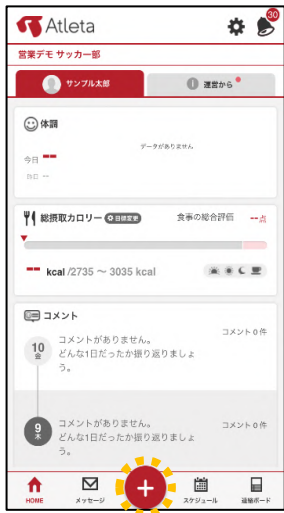 Atleta
30
営業デモ サッカー部
サンプル太郎
運営から
体調
データがありません
今日 --
昨日 --
総摂取カロリー 目標変更 食事の総合評価 --点
-- kcal /2735 ～ 3035 kcal
コメント
コメント 0 件
10
金
コメントがありません。
どんな1日だったか振り返りましょ
う。
コメント 0 件
9
木
コメントがありません。
どんな1日だったか振り返りましょ
う。
HOME
メッセージ
スケジュール
連絡ボード